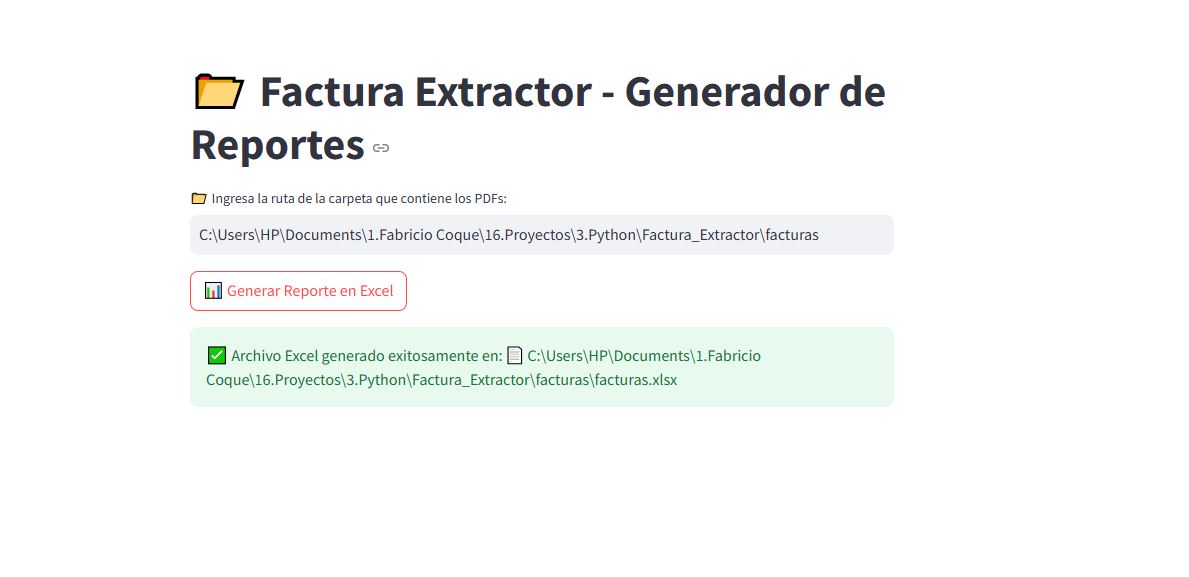 Factura Extractor - Generador de
Reportes
Ingresa la ruta de la carpeta que contiene los PDFs:
C:\Users\HP\Documents\1.Fabricio Coque\16.Proyectos\3.Python\Factura_Extractor\facturas
Generar Reporte en Excel
Archivo Excel generado exitosamente en: C:\Users\HP\Documents\1.Fabricio
Coque\16.Proyectos\3.Python\Factura_Extractor\facturas\facturas.xlsx